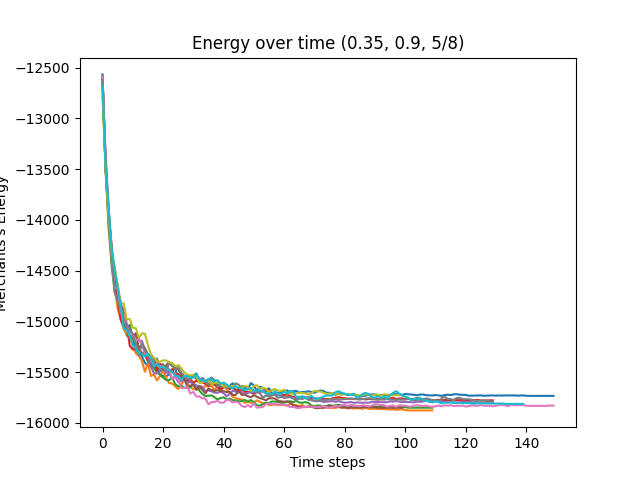 Energy over time (0.35, 0.9, 5/8)
−12500
−13000
−13500
−14000
−14500
−15000
−15500
−16000
Merchants's Energy
0 20 40 60 80 100 120 140
Time steps